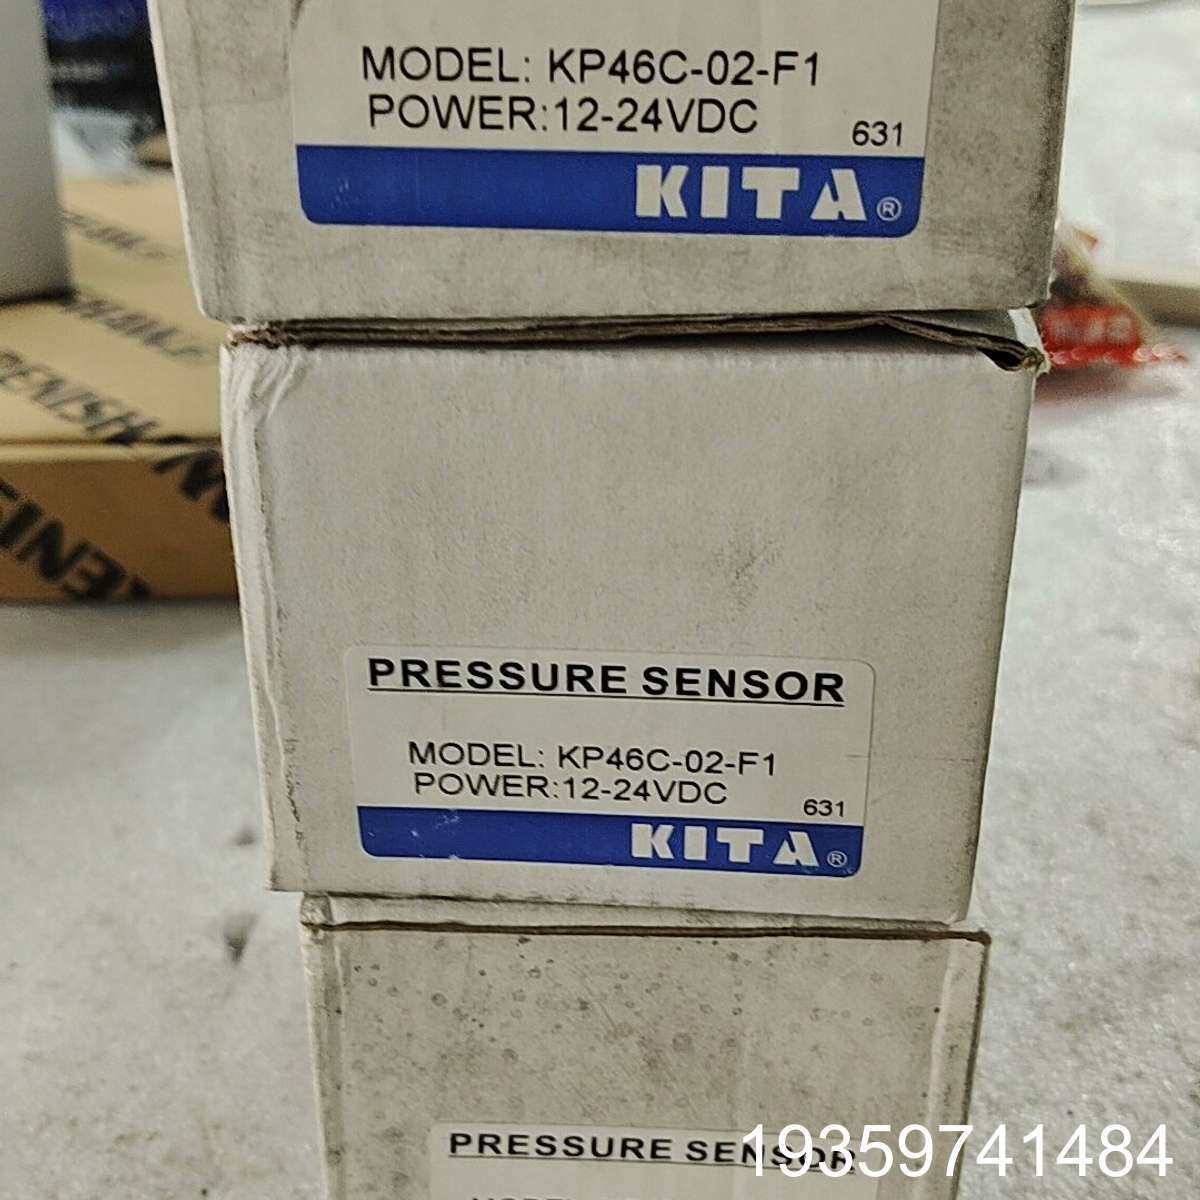 MODEL: KP46C-02-F1
POWER:12-24VDC
631
KITA®
PRESSURE SENSOR
MODEL: KP46C-02-F1
POWER:12-24VDC
631
KITA®
PRESSURE SENSOR
19359741484